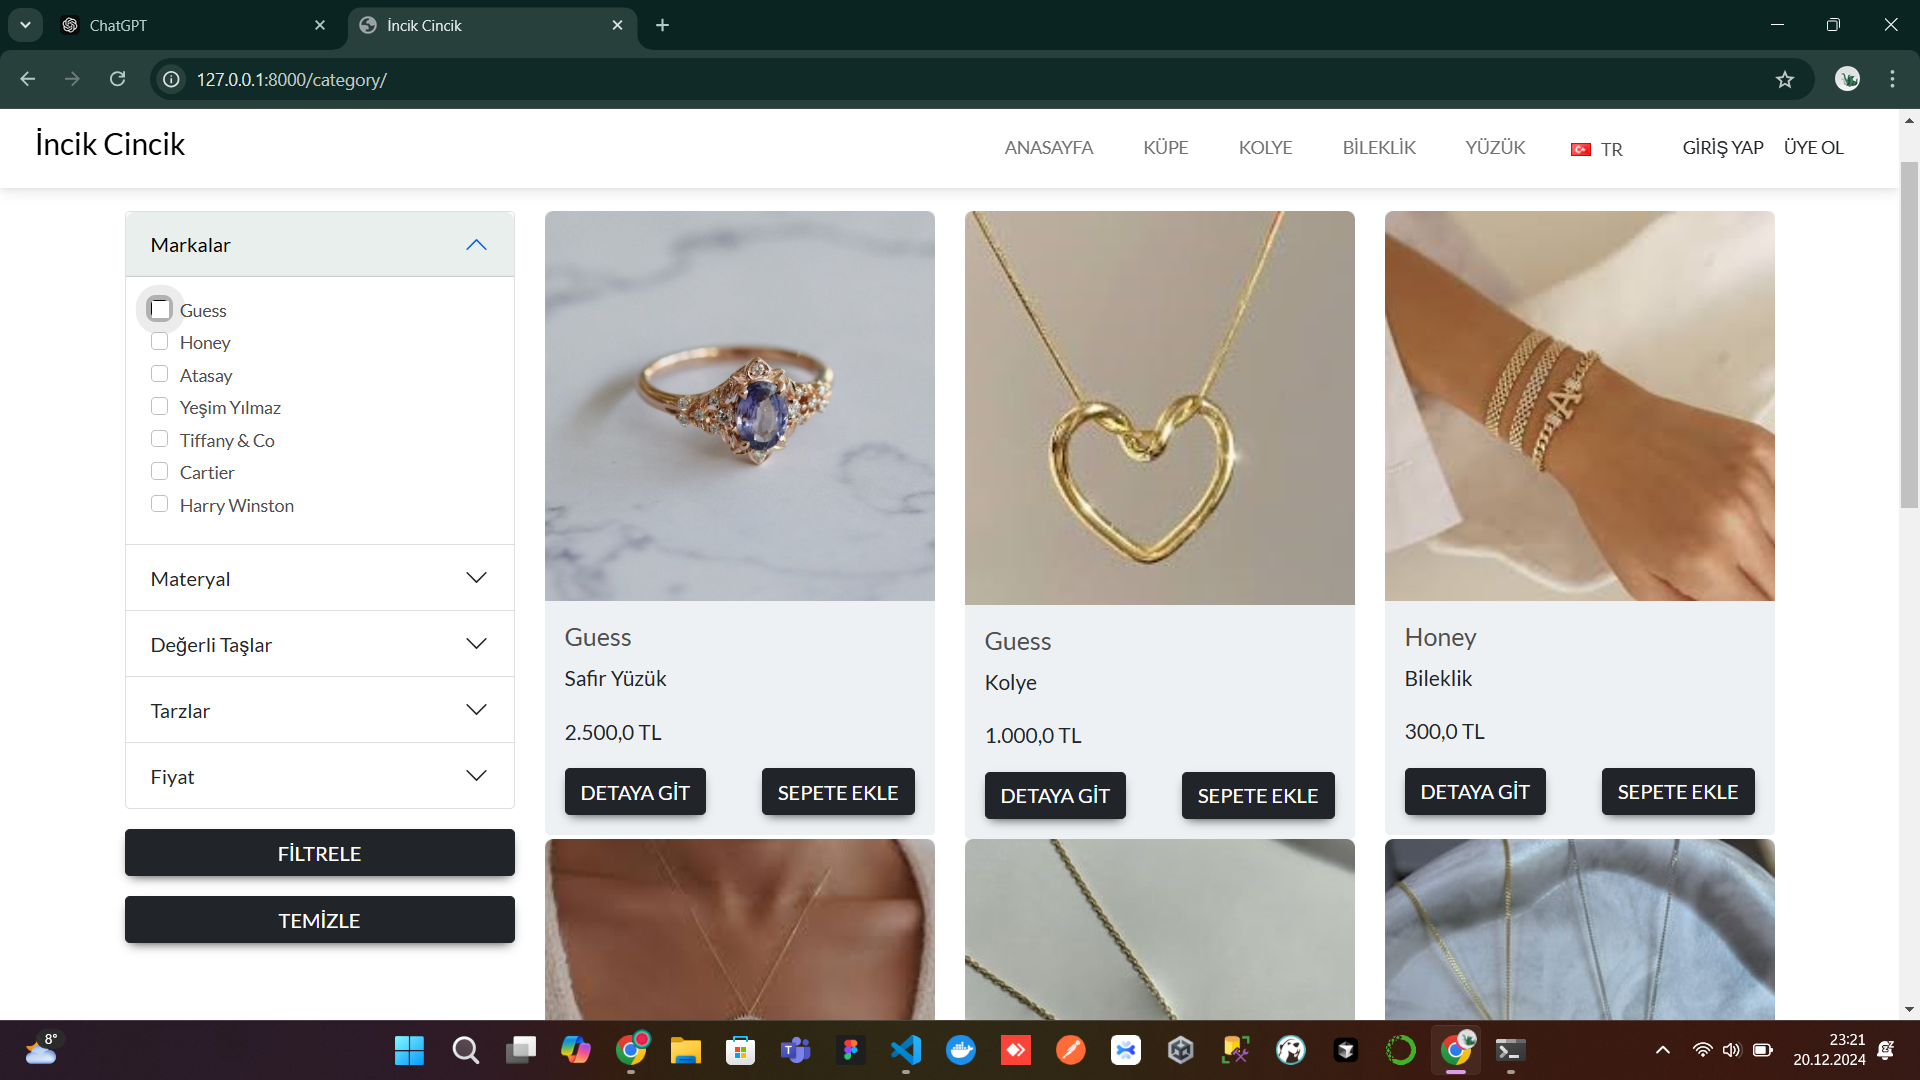 ChatGPT
İncik Cincik
127.0.0.1:8000/category/
İncik Cincik
ANASAYFA KÜPE KOLYE BİLEKLİK YÜZÜK TR GİRİŞ YAP ÜYE OL
Markalar
Guess
Honey
Atasay
Yeşim Yılmaz
Tiffany & Co
Cartier
Harry Winston
Materyal
Değerli Taşlar
Tarzlar
Fiyat
FİLTRELE
TEMİZLE
Guess
Safir Yüzük
2.500,0 TL
DETAYA GİT SEPETE EKLE
Guess
Kolye
1.000,0 TL
DETAYA GİT SEPETE EKLE
Honey
Bileklik
300,0 TL
DETAYA GİT SEPETE EKLE
8°
23:21
20.12.2024